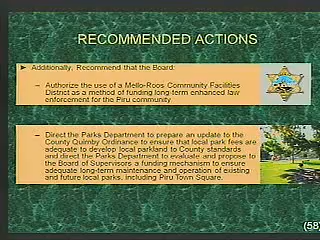 RECOMMENDED ACTIONS
► Additionally, Recommend that the Board:
– Authorize the use of a Mello-Roos Community Facilities
District as a method of funding long-term enhanced law
enforcement for the Piru community
– Direct the Parks Department to prepare an update to the
County Quimby Ordinance to ensure that local park fees are
adequate to develop local parkland to County standards
and direct the Parks Department to evaluate and propose to
the Board of Supervisors a funding mechanism to ensure
adequate long-term maintenance and operation of existing
and future local parks, including Piru Town Square.
(58)